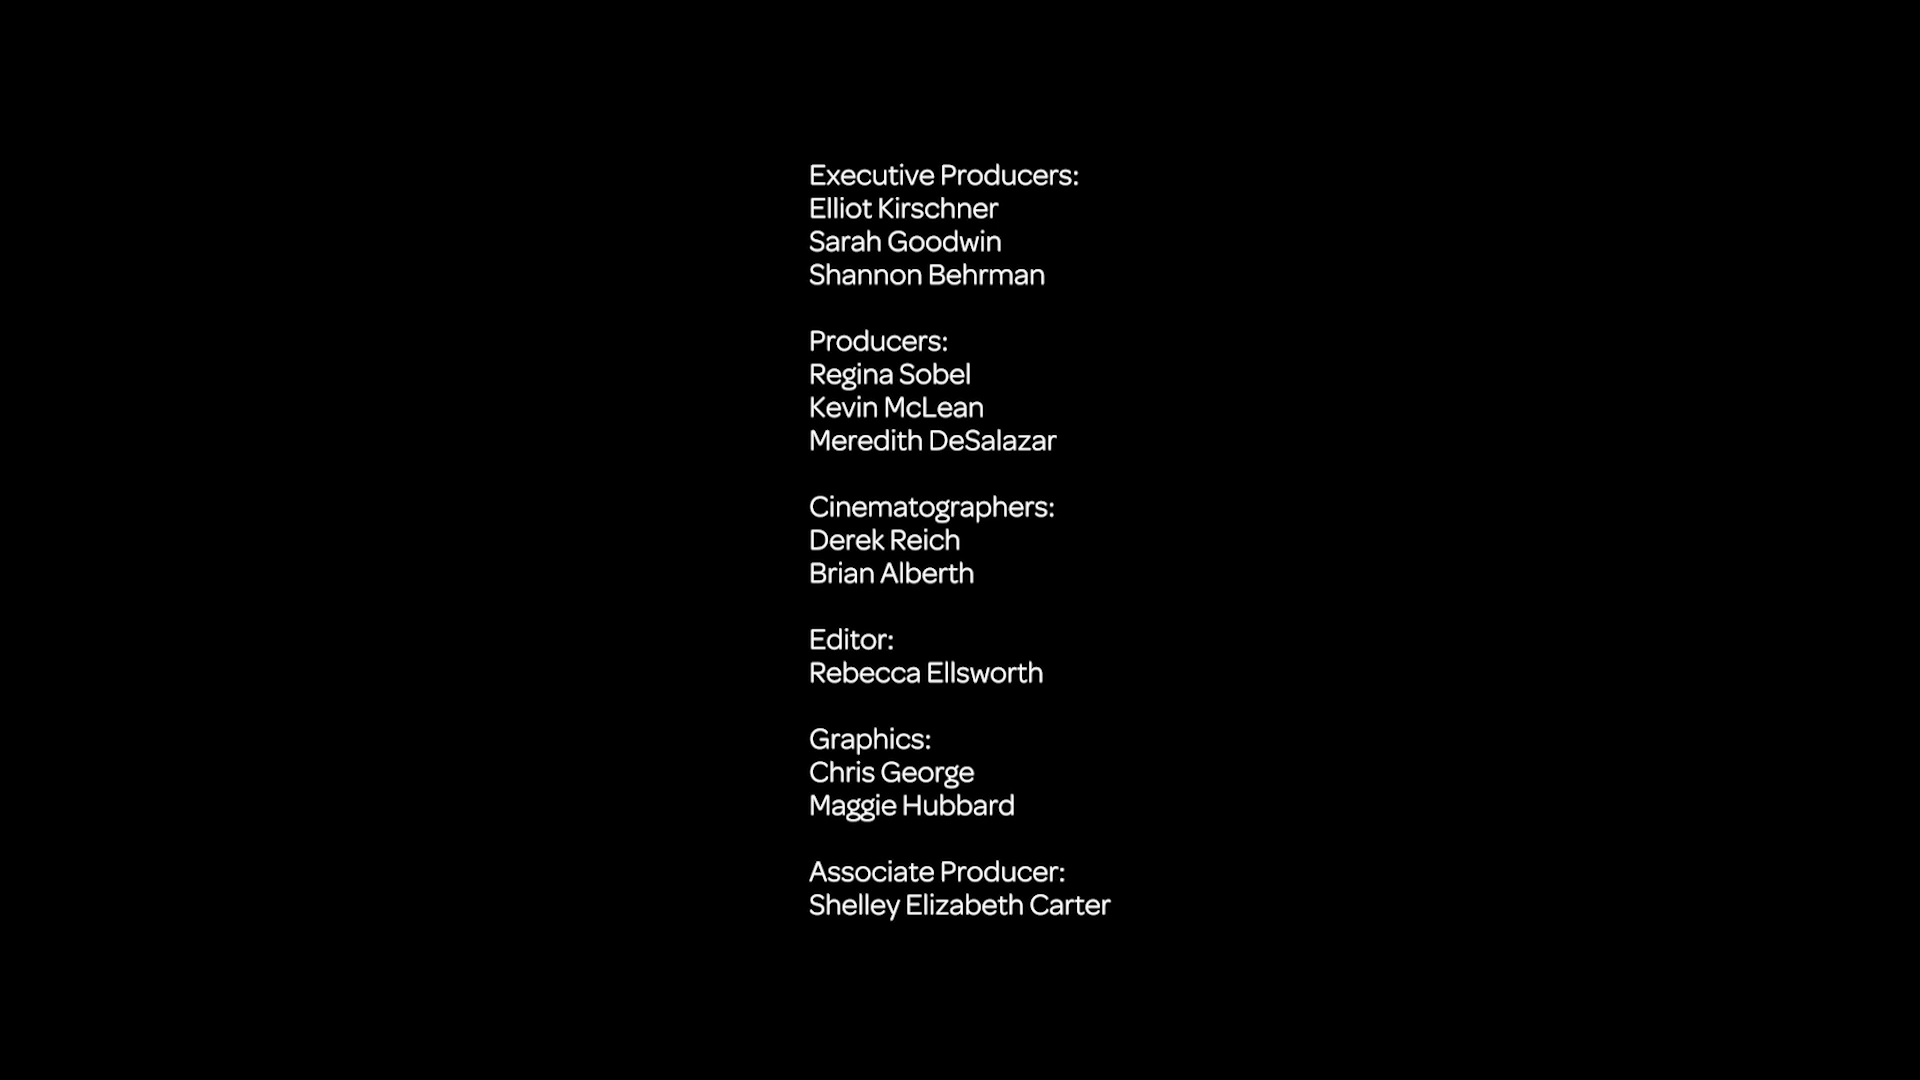 Executive Producers:
Elliot Kirschner
Sarah Goodwin
Shannon Behrman
Producers:
Regina Sobel
Kevin McLean
Meredith DeSalazar
Cinematographers:
Derek Reich
Brian Alberth
Editor:
Rebecca Ellsworth
Graphics:
Chris George
Maggie Hubbard
Associate Producer:
Shelley Elizabeth Carter